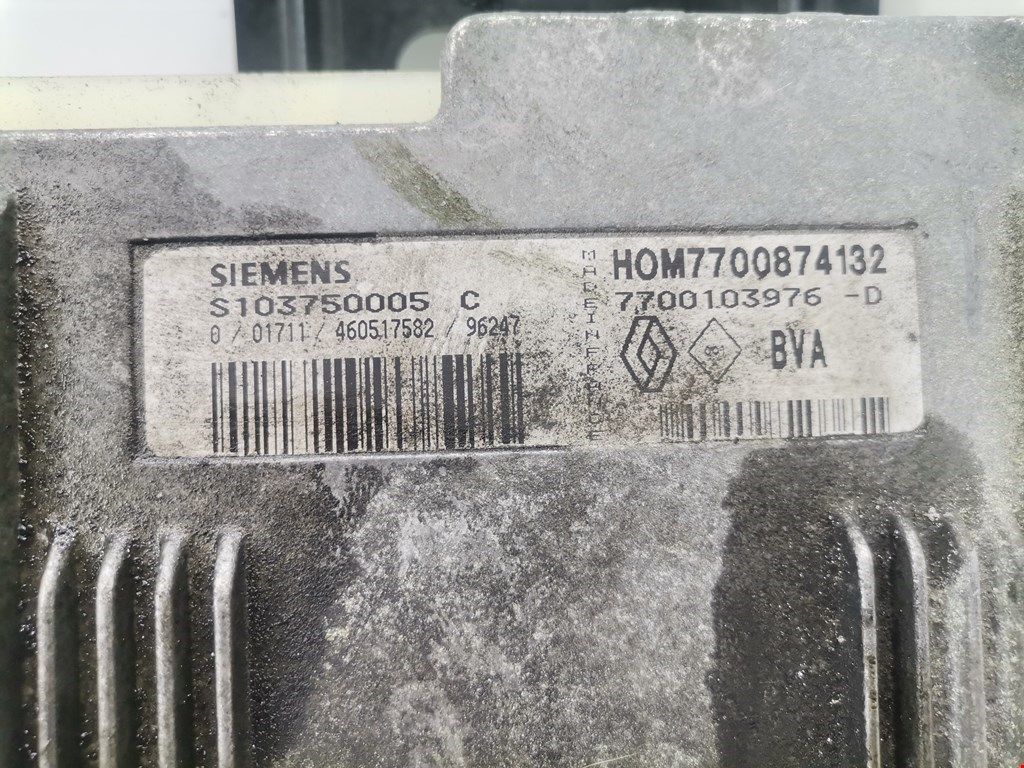 SIEMENS
S103750005 C
0 / 01711 / 460517582 / 96247
MADE IN FRANCE
HOM7700874132
7700103976 -D
BVA